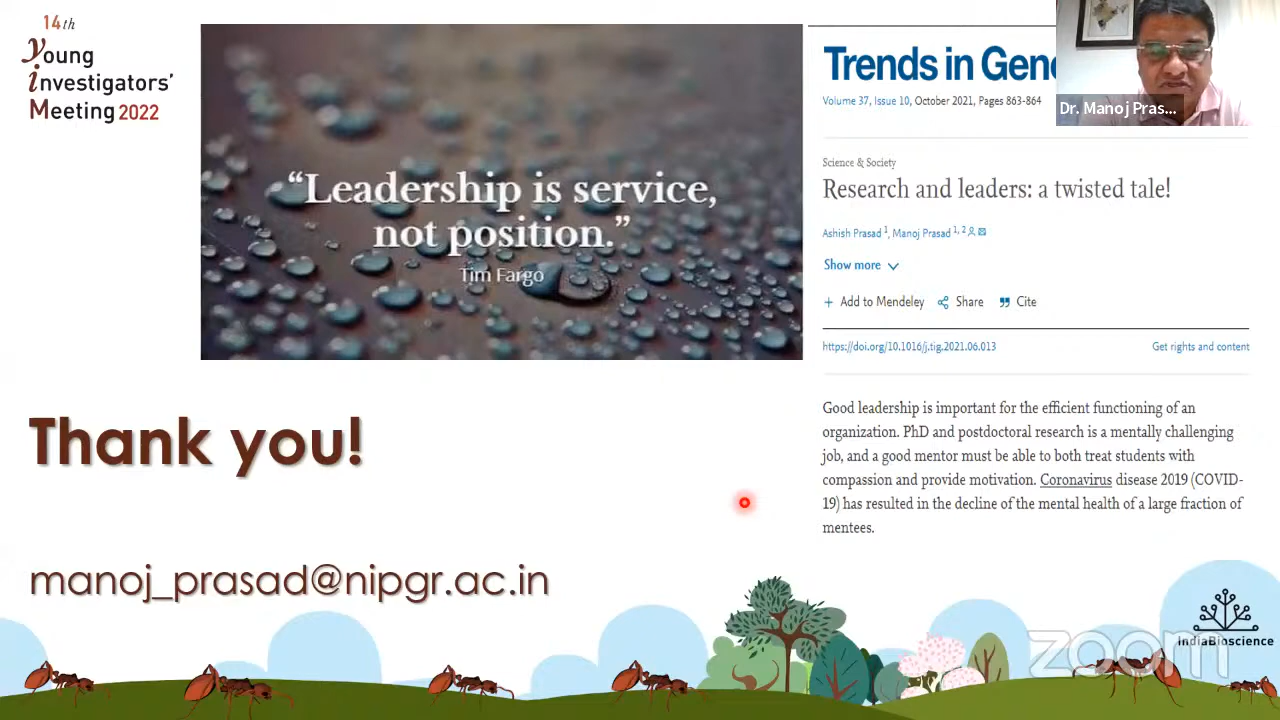 14th
Young
investigators’
Meeting 2022
“Leadership is service,
not position.”
Tim Fargo
Trends in Gene
Volume 37, Issue 10, October 2021, Pages 863-864
Dr. Manoj Pras...
Science & Society
Research and leaders: a twisted tale!
Ashish Prasad 1, Manoj Prasad 1, 2
Show more
+ Add to Mendeley Share Cite
https://doi.org/10.1016/j.tig.2021.06.013 Get rights and content
Good leadership is important for the efficient functioning of an
organization. PhD and postdoctoral research is a mentally challenging
job, and a good mentor must be able to both treat students with
compassion and provide motivation. Coronavirus disease 2019 (COVID-
19) has resulted in the decline of the mental health of a large fraction of
mentees.
Thank you!
manoj_prasad@nipgr.ac.in
IndiaBioscience
zoom